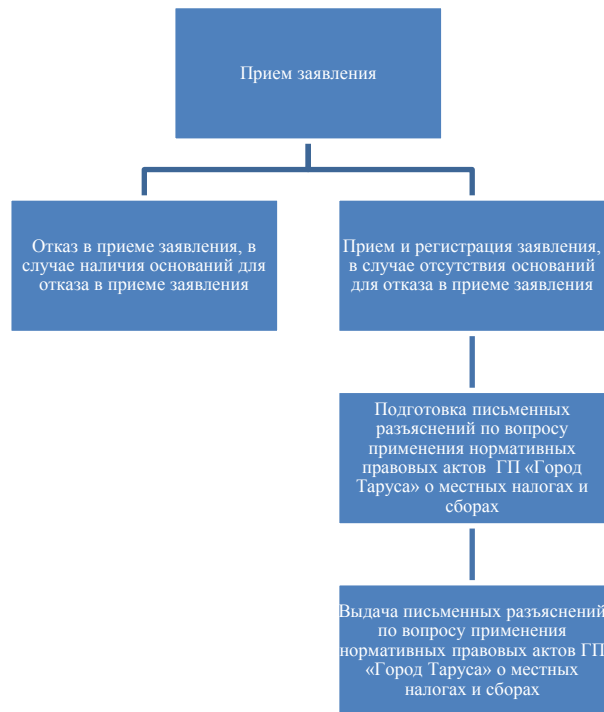 Прием заявления
Отказ в приеме заявления, в
случае наличия оснований для
отказа в приеме заявления
Прием и регистрация заявления,
в случае отсутствия оснований
для отказа в приеме заявления
Подготовка письменных
разъяснений по вопросу
применения нормативных
правовых актов ГП «Город
Таруса» о местных налогах и
сборах
Выдача письменных разъяснений
по вопросу применения
нормативных правовых актов ГП
«Город Таруса» о местных
налогах и сборах